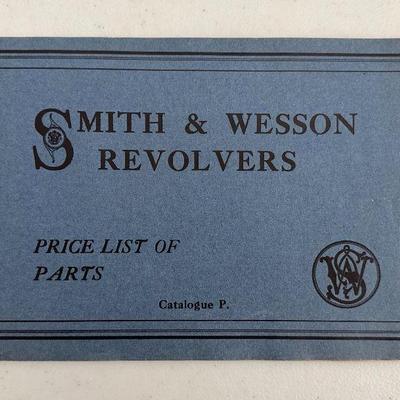 SMITH & WESSON
REVOLVERS
PRICE LIST OF
PARTS
Catalogue P.